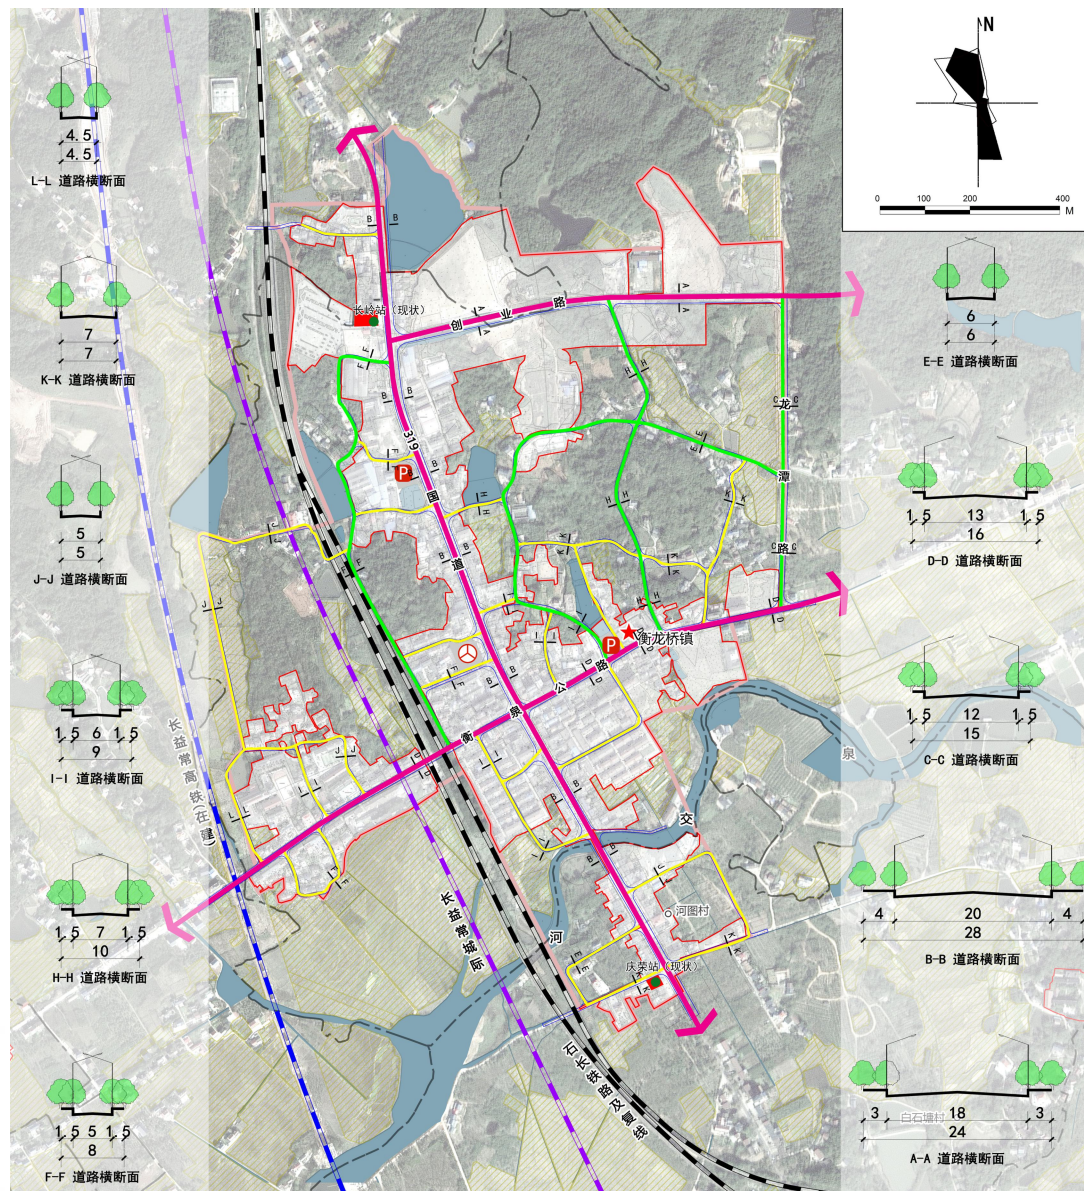 N
0 100 200 400
M
4.5
4.5
L-L 道路横断面
7
7
K-K 道路横断面
5
5
J-J 道路横断面
1.5 6 1.5
9
I-I 道路横断面
1.5 7 1.5
10
H-H 道路横断面
1.5 5 1.5
8
F-F 道路横断面
6
6
E-E 道路横断面
1.5 13 1.5
16
D-D 道路横断面
1.5 12 1.5
15
C-C 道路横断面
4 20 4
28
B-B 道路横断面
3 18 3
24
A-A 道路横断面
白石塘村
长岭站（现状）
创业路
319国道
龙潭路
衡龙桥镇
衡泉公路
长益常高铁(在建)
长益常城际
石长铁路及复线
交
河
泉
河图村
庆荣站（现状）
P
P
B B
A
A
A
A
F
B
B
C C
H
H
E
E
F
F
B
B
H
H
H H
K K
J
J
K
K
K
K
B
B
C C
J
J
F
F
I
I
D
D
H
H
D
D
D
D
F
F
B
B
D
D
J J
I
I
L
L
I
I
F
F
B
B
B
B
J
J
E
E
K
K
K
K